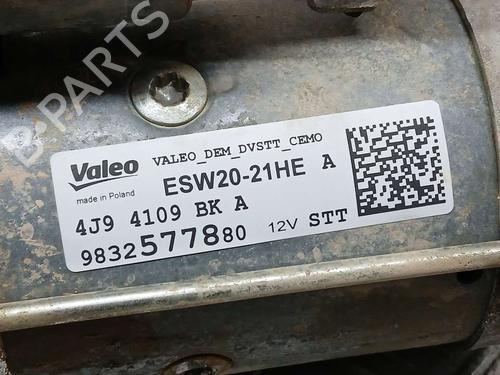 Valeo
made in Poland
VALEO_DEM_DVSTT_CEMO
ESW20-21HE A
4J9 4109 BK A
9832577880 12V STT
B-PARTS